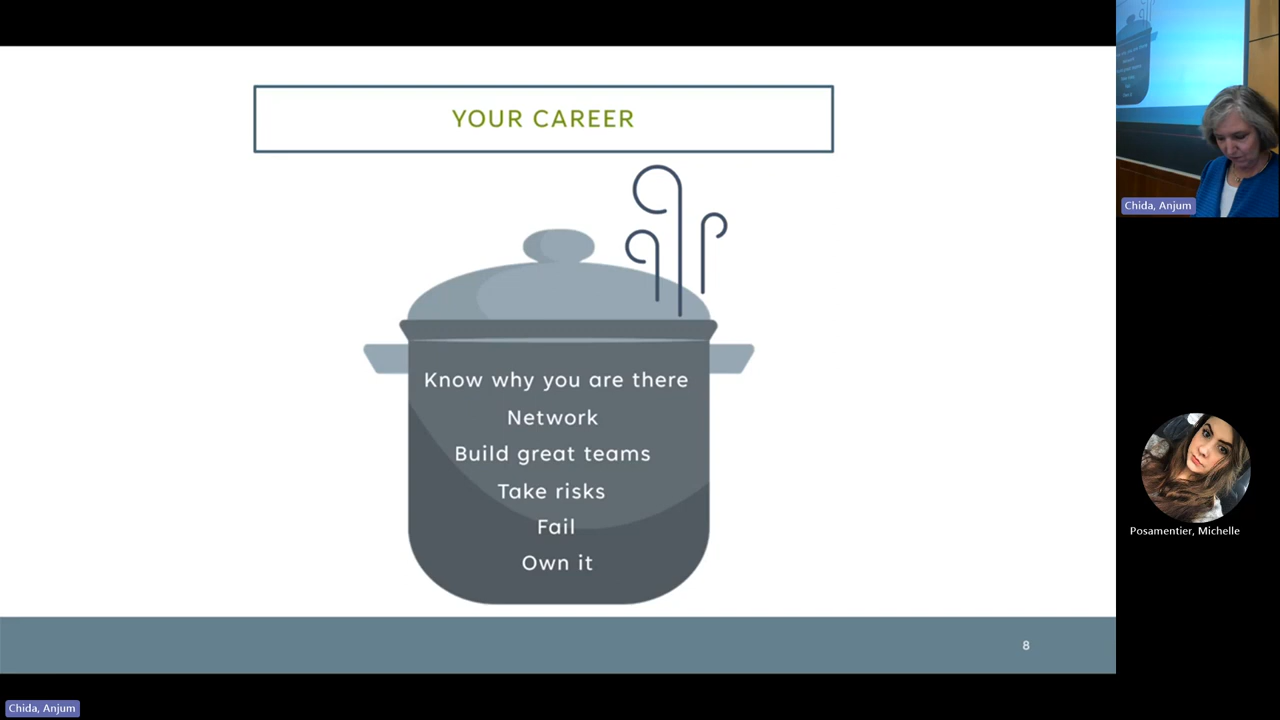 YOUR CAREER
Know why you are there
Network
Build great teams
Take risks
Fail
Own it
8
Chida, Anjum
Posamentier, Michelle
Chida, Anjum